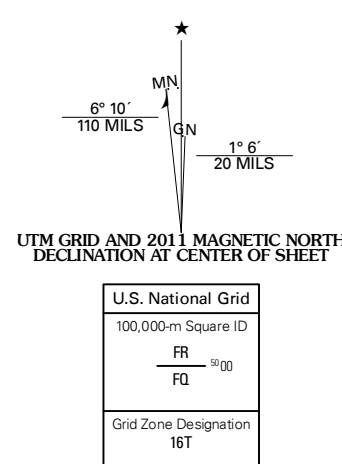 ★
MN.
6° 10´
110 MILS
GN
1° 6´
20 MILS
UTM GRID AND 2011 MAGNETIC NORTH
DECLINATION AT CENTER OF SHEET
U.S. National Grid
100,000-m Square ID
FR
5000
FQ
Grid Zone Designation
16T